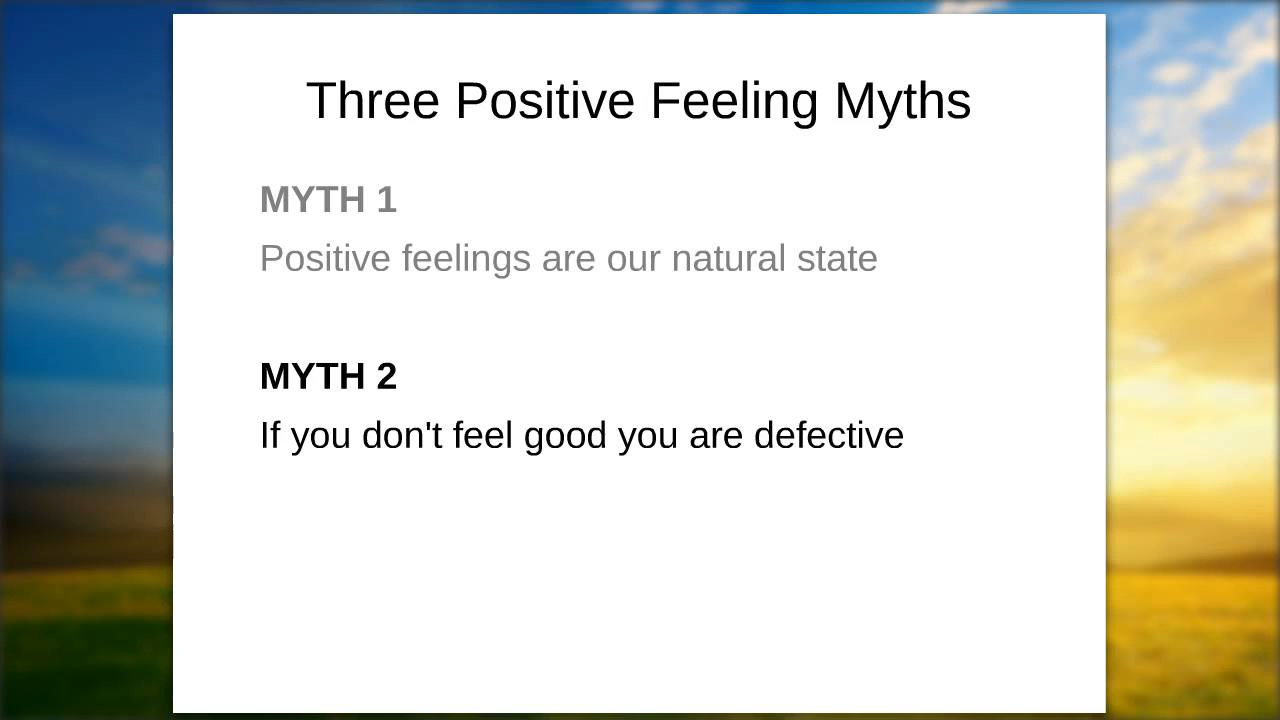 Three Positive Feeling Myths
MYTH 1
Positive feelings are our natural state
MYTH 2
If you don't feel good you are defective